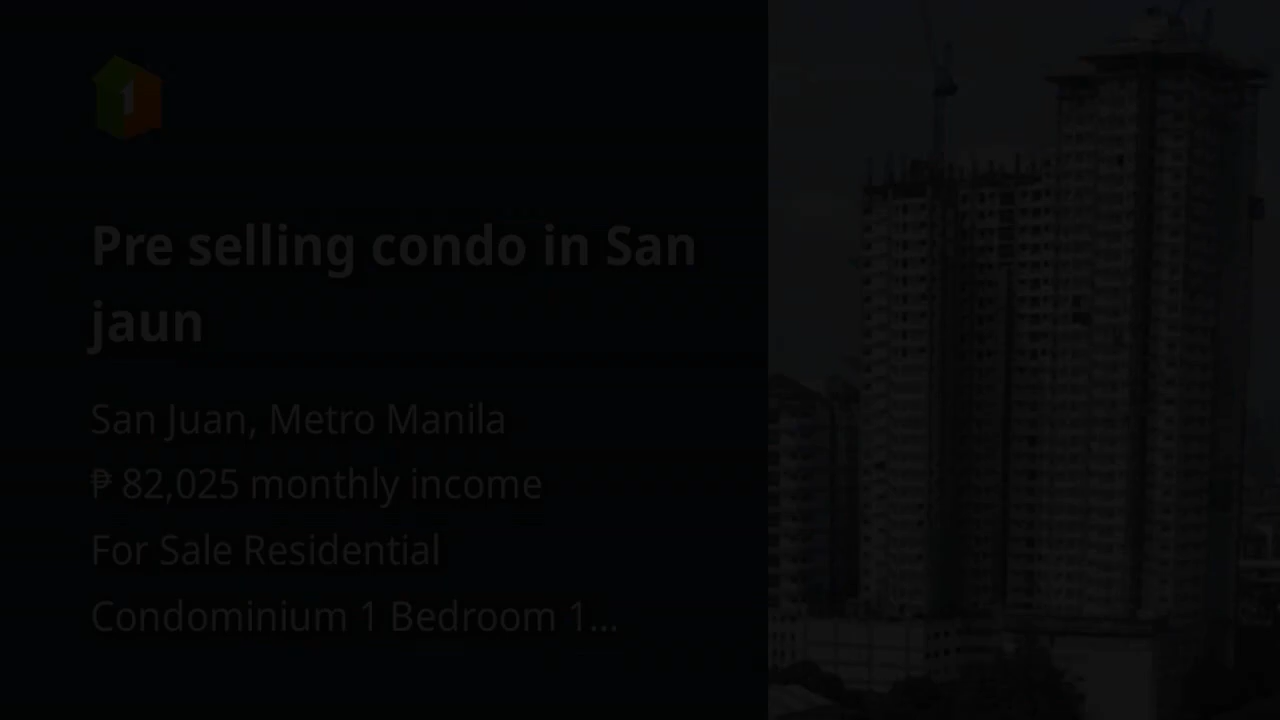 1
Pre selling condo in San
jaun
San Juan, Metro Manila
₱ 82,025 monthly income
For Sale Residential
Condominium 1 Bedroom 1...